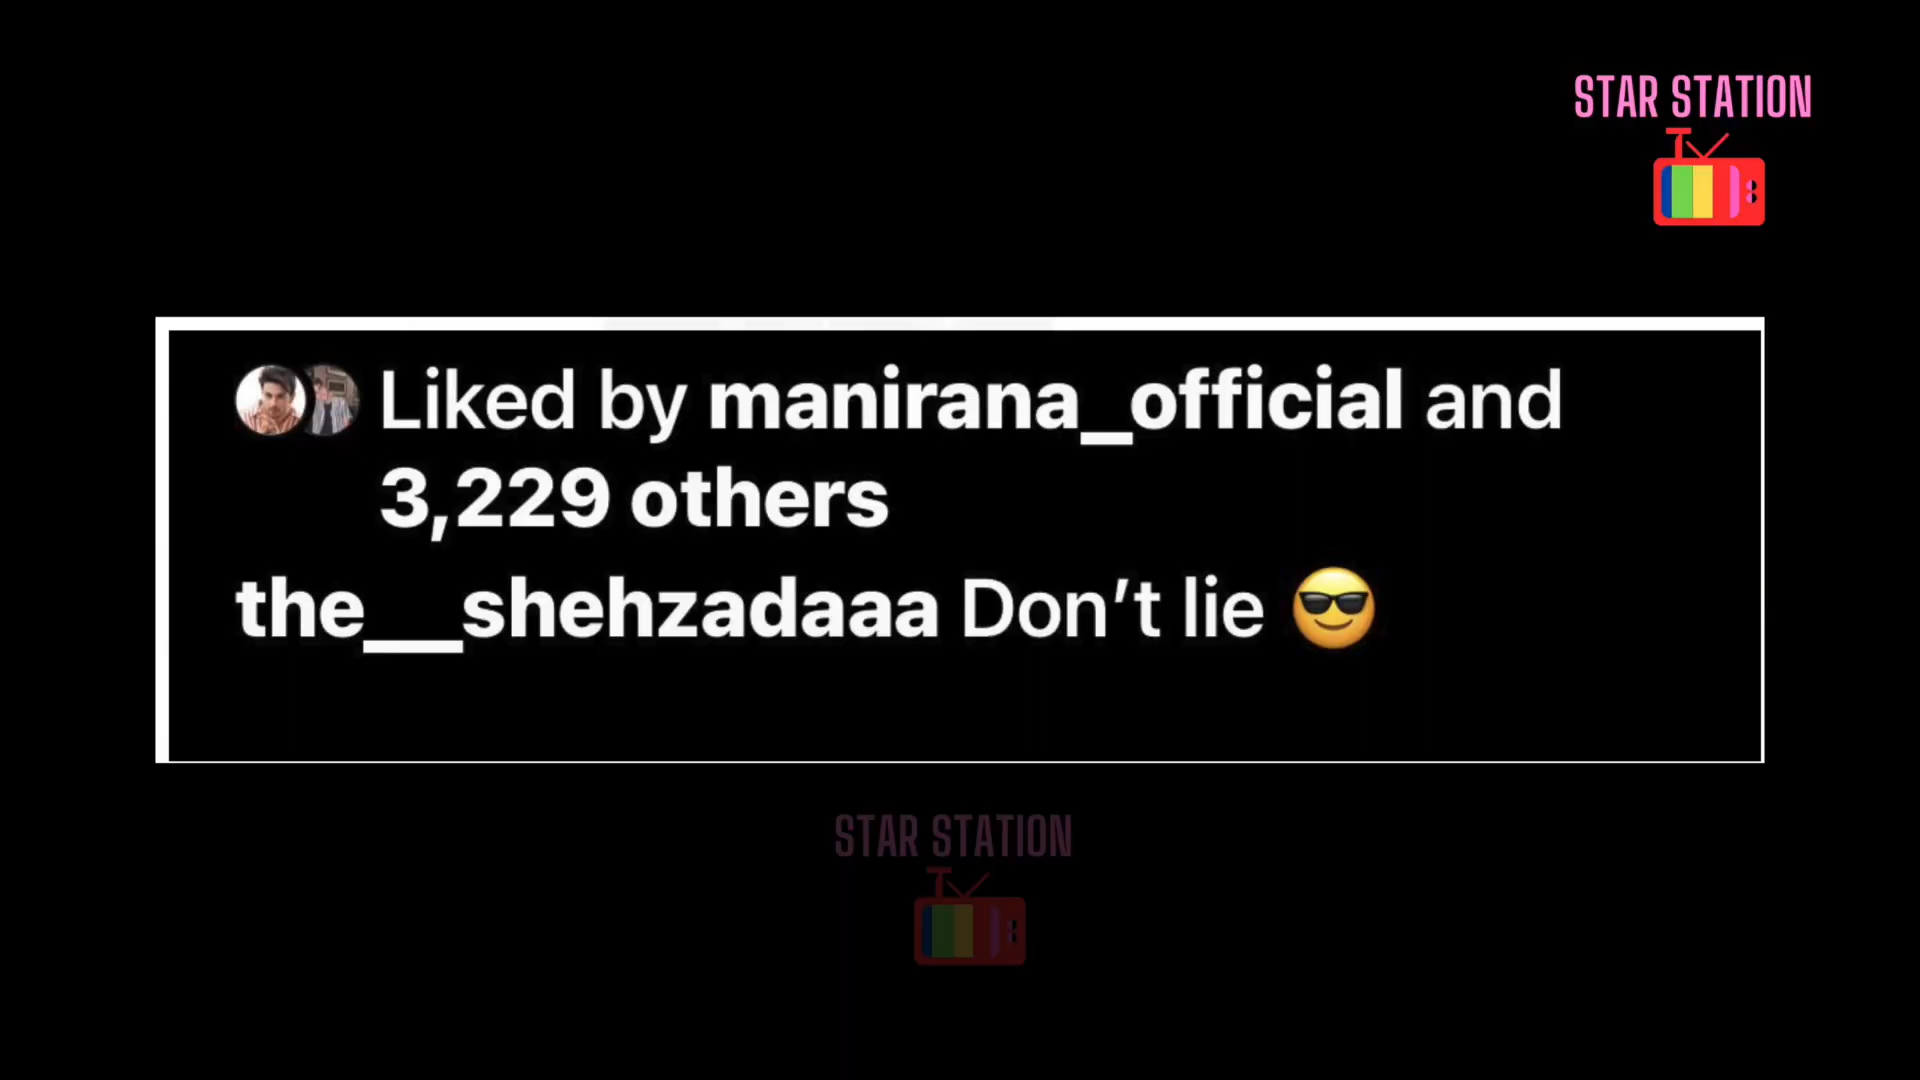 STAR STATION
Liked by manirana_official and
3,229 others
the__shehzadaaa Don’t lie 😎
STAR STATION